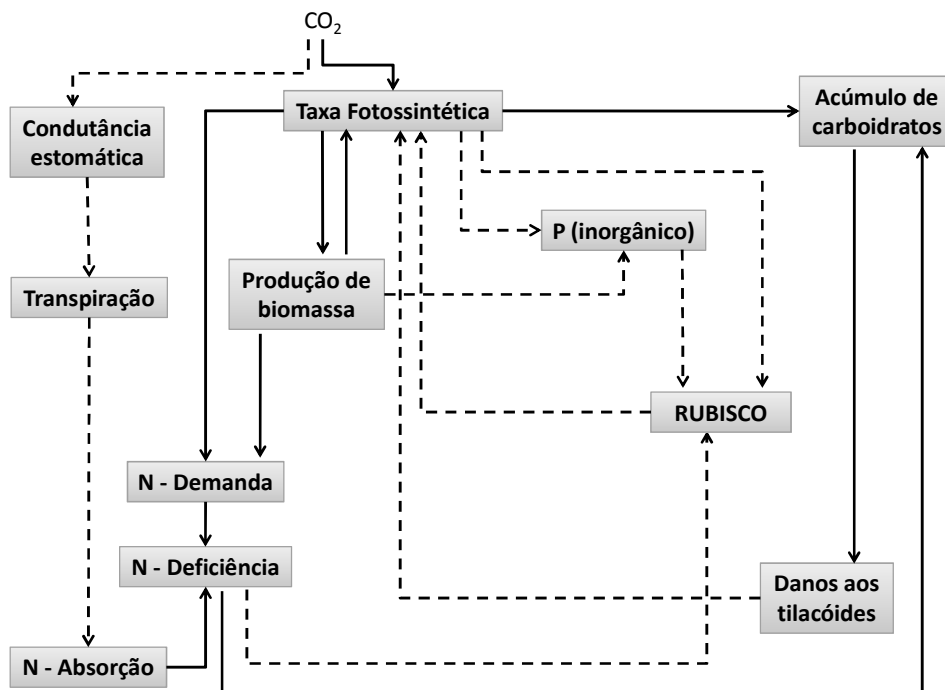 CO₂
Taxa Fotossintética
Acúmulo de
carboidratos
Condutância
estomática
P (inorgânico)
Produção de
biomassa
Transpiração
RUBISCO
N - Demanda
N - Deficiência
Danos aos
tilacóides
N - Absorção